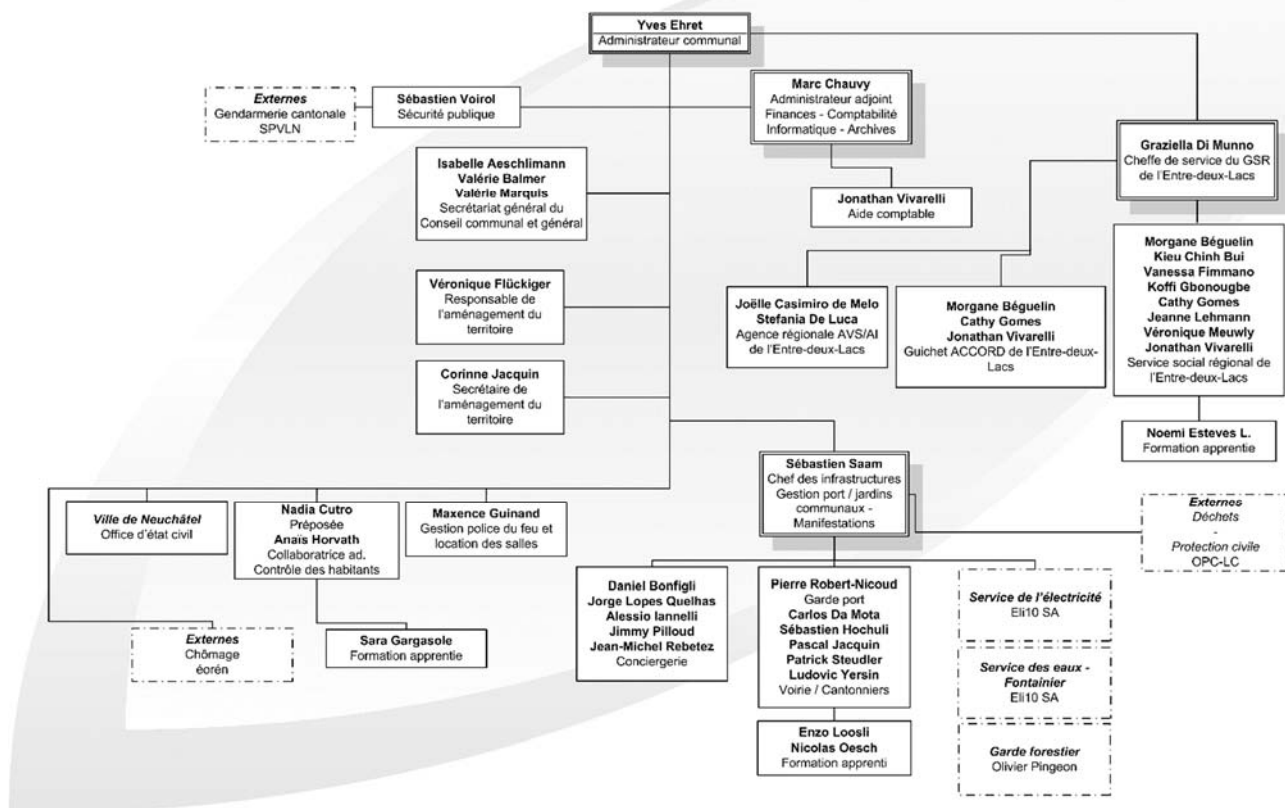 Yves Ehret
Administrateur communal
Externes
Gendarmerie cantonale
SPVLN
Sébastien Voirol
Sécurité publique
Marc Chauvy
Administrateur adjoint
Finances - Comptabilité
Informatique - Archives
Graziella Di Munno
Cheffe de service du GSR
de l'Entre-deux-Lacs
Isabelle Aeschlimann
Valérie Balmer
Valérie Marquis
Secrétariat général du
Conseil communal et général
Jonathan Vivarelli
Aide comptable
Véronique Flückiger
Responsable de
l'aménagement du
territoire
Joëlle Casimiro de Melo
Stefania De Luca
Agence régionale AVS/AI
de l'Entre-deux-Lacs
Morgane Béguelin
Cathy Gomes
Jonathan Vivarelli
Guichet ACCORD de l'Entre-deux-
Lacs
Morgane Béguelin
Kieu Chinh Bui
Vanessa Fimmano
Koffi Gbonougbe
Cathy Gomes
Jeanne Lehmann
Véronique Meuwly
Jonathan Vivarelli
Service social régional de
l'Entre-deux-Lacs
Corinne Jacquin
Secrétaire de
l'aménagement du
territoire
Noemi Esteves L.
Formation apprentie
Sébastien Saam
Chef des infrastructures
Gestion port / jardins
communaux -
Manifestations
Ville de Neuchâtel
Office d'état civil
Nadia Cutro
Préposée
Anaïs Horvath
Collaboratrice ad.
Contrôle des habitants
Maxence Guinand
Gestion police du feu et
location des salles
Externes
Déchets
-
Protection civile
OPC-LC
Daniel Bonfigli
Jorge Lopes Quelhas
Alessio Iannelli
Jimmy Pilloud
Jean-Michel Rebetez
Conciergerie
Pierre Robert-Nicoud
Garde port
Carlos Da Mota
Sébastien Hochuli
Pascal Jacquin
Patrick Steudler
Ludovic Yersin
Voirie / Cantonniers
Service de l'électricité
Eli10 SA
Externes
Chômage
éorén
Sara Gargasole
Formation apprentie
Service des eaux -
Fontainier
Eli10 SA
Enzo Loosli
Nicolas Oesch
Formation apprenti
Garde forestier
Olivier Pingeon